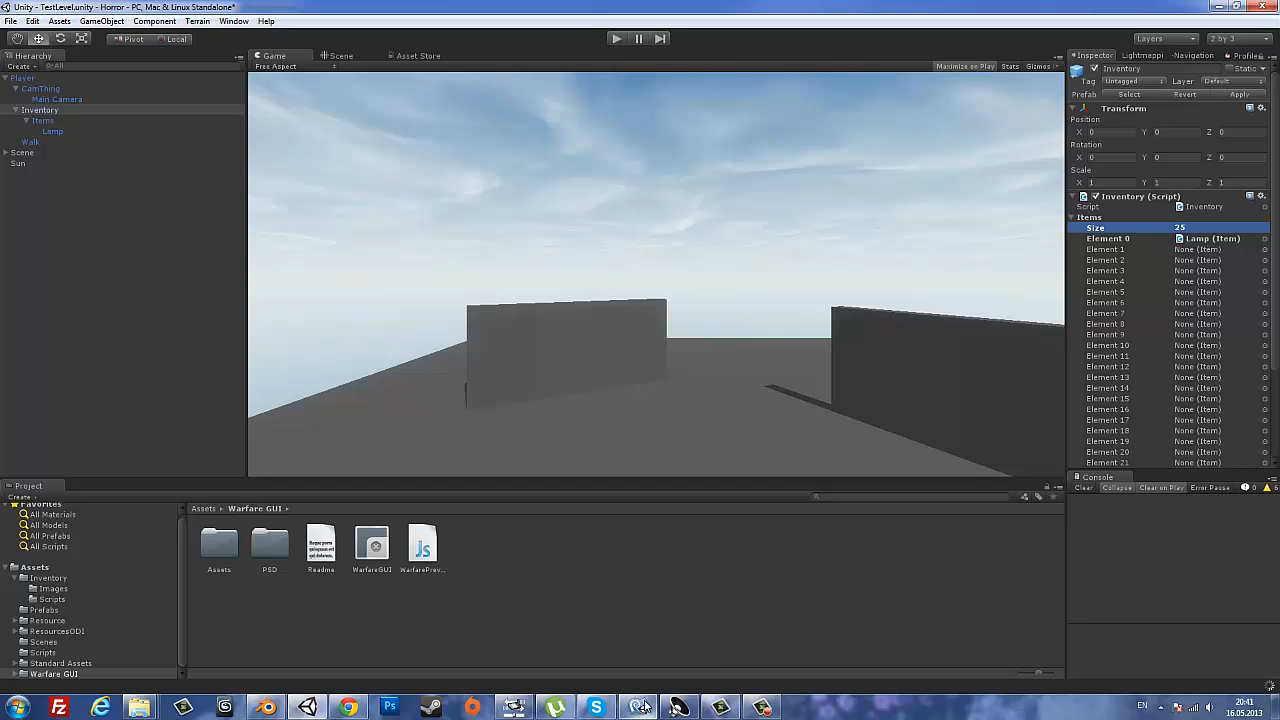 Unity - TestLevel.unity - Horror - PC, Mac & Linux Standalone*
File Edit Assets GameObject Component Terrain Window Help
Pivot Local Layers 2 by 3
Hierarchy Game Scene Asset Store Inspector Lightmappi Navigation Profile
Create All Free Aspect Maximize on Play Stats Gizmos Inventory Static
Player
CamThing
Main Camera
Inventory
Items
Lamp
Walk
Scene
Sun
Tag Untagged Layer Default
Prefab Select Revert Apply
Transform
Position
X 0 Y 0 Z 0
Rotation
X 0 Y 0 Z 0
Scale
X 1 Y 1 Z 1
Inventory (Script)
Script Inventory
Items
Size 25
Element 0 Lamp (Item)
Element 1 None (Item)
Element 2 None (Item)
Element 3 None (Item)
Element 4 None (Item)
Element 5 None (Item)
Element 6 None (Item)
Element 7 None (Item)
Element 8 None (Item)
Element 9 None (Item)
Element 10 None (Item)
Element 11 None (Item)
Element 12 None (Item)
Element 13 None (Item)
Element 14 None (Item)
Element 15 None (Item)
Element 16 None (Item)
Element 17 None (Item)
Element 18 None (Item)
Element 19 None (Item)
Element 20 None (Item)
Element 21 None (Item)
Console
Clear Collapse Clear on Play Error Pause 0 6
Project
Create
Favorites
All Materials
All Models
All Prefabs
All Scripts
Assets
Inventory
Images
Scripts
Prefabs
Resource
ResourcesODI
Scenes
Scripts
Standard Assets
Warfare GUI
Assets Warfare GUI
Js
Assets PSD Readme WarfareGUI WarfarePrev...
Fz Ps
EN 20:41
16.05.2013